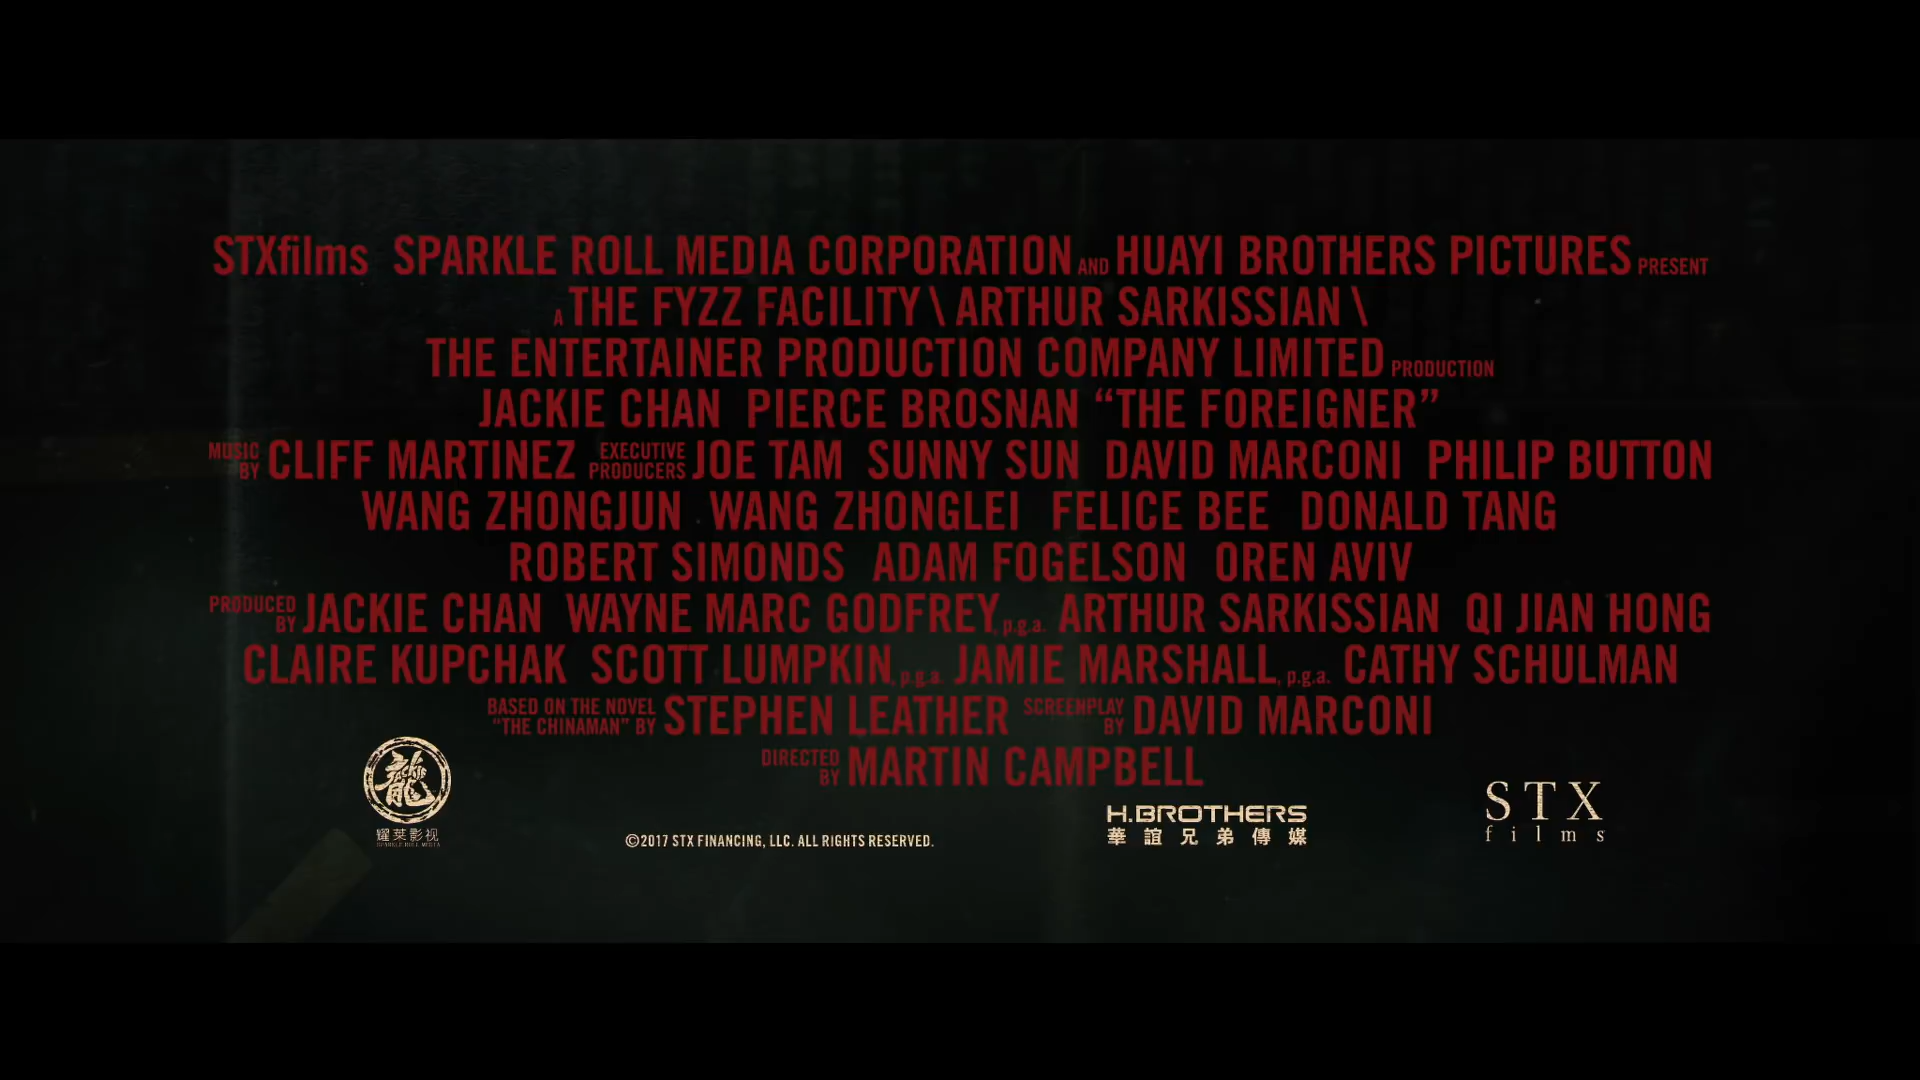 STXfilms SPARKLE ROLL MEDIA CORPORATION AND HUAYI BROTHERS PICTURES PRESENT
A THE FYZZ FACILITY \ ARTHUR SARKISSIAN \
THE ENTERTAINER PRODUCTION COMPANY LIMITED PRODUCTION
JACKIE CHAN PIERCE BROSNAN “THE FOREIGNER”
MUSIC BY CLIFF MARTINEZ EXECUTIVE PRODUCERS JOE TAM SUNNY SUN DAVID MARCONI PHILIP BUTTON
WANG ZHONGJUN WANG ZHONGLEI FELICE BEE DONALD TANG
ROBERT SIMONDS ADAM FOGELSON OREN AVIV
PRODUCED BY JACKIE CHAN WAYNE MARC GODFREY, p.g.a. ARTHUR SARKISSIAN QI JIAN HONG
CLAIRE KUPCHAK SCOTT LUMPKIN, p.g.a. JAMIE MARSHALL, p.g.a. CATHY SCHULMAN
BASED ON THE NOVEL “THE CHINAMAN” BY STEPHEN LEATHER SCREENPLAY BY DAVID MARCONI
DIRECTED BY MARTIN CAMPBELL
龍 JACKIE
耀莱影视
SPARKLE ROLL MEDIA
©2017 STX FINANCING, LLC. ALL RIGHTS RESERVED.
H.BROTHERS
華誼兄弟傳媒
STX
films